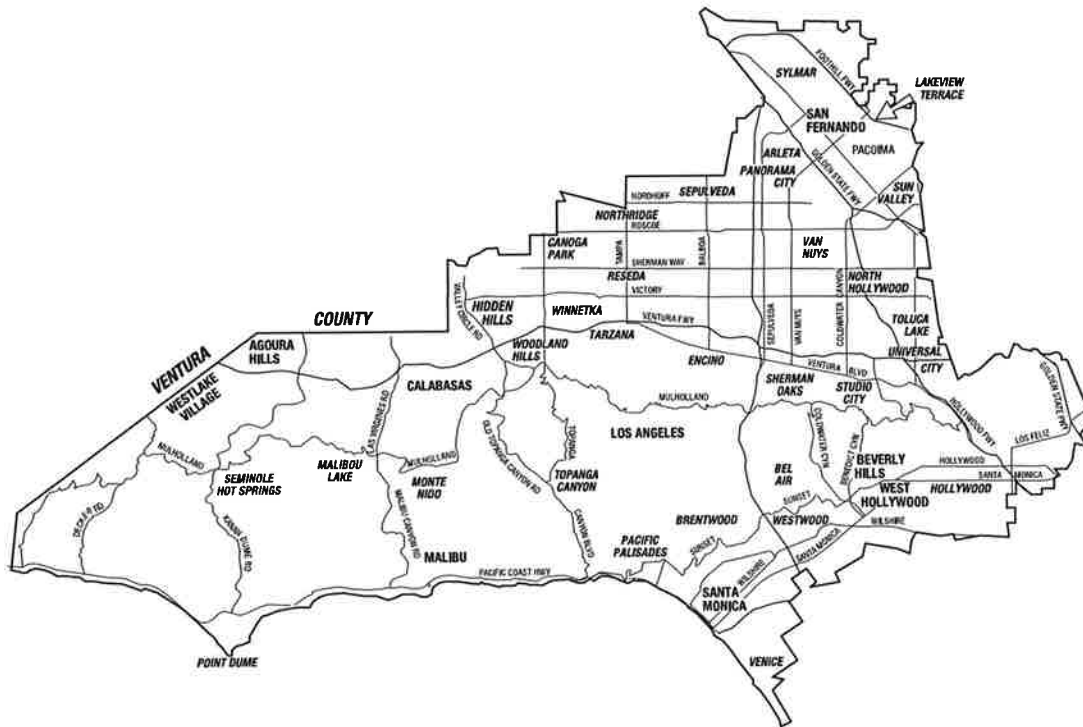 SYLMAR
FOOTHILL FWY
LAKEVIEW
TERRACE
SAN
FERNANDO
PACOIMA
ARLETA
PANORAMA
CITY
GOLDEN STATE FWY
SUN
VALLEY
NORDHOFF
SEPULVEDA
NORTHRIDGE
ROSCOE
CANOGA
PARK
TAMPA
BALBOA
VAN
NUYS
SHERMAN WAY
RESEDA
NORTH
HOLLYWOOD
COLDWATER CANYON
VALLEY CIRCLE RD
HIDDEN
HILLS
VICTORY
WINNETKA
VENTURA FWY
SEPULVEDA
VAN NUYS
TOLUCA
LAKE
COUNTY
VENTURA
AGOURA
HILLS
WESTLAKE
VILLAGE
WOODLAND
HILLS
TARZANA
ENCINO
VENTURA BLVD
UNIVERSAL
CITY
CALABASAS
SHERMAN
OAKS
STUDIO
CITY
MULHOLLAND
LAS VIRGENES RD
OLD TOPANGA CANYON RD
TOPANGA
LOS ANGELES
COLDWATER CYN
BENEDICT CYN
HOLLYWOOD FWY
GOLDEN STATE FWY
LOS FELIZ
MULHOLLAND
SEMINOLE
HOT SPRINGS
MALIBOU
LAKE
MULHOLLAND
MONTE
NIDO
TOPANGA
CANYON
BEL
AIR
BEVERLY
HILLS
HOLLYWOOD
SANTA MONICA
WEST
HOLLYWOOD
HOLLYWOOD
DECKER RD
KANAN DUME RD
MALIBU CANYON RD
CANYON BLVD
BRENTWOOD
SUNSET
WESTWOOD
WILSHIRE
MALIBU
PACIFIC
PALISADES
SUNSET
SANTA MONICA
PACIFIC COAST HWY
WILSHIRE
SANTA
MONICA
POINT DUME
VENICE